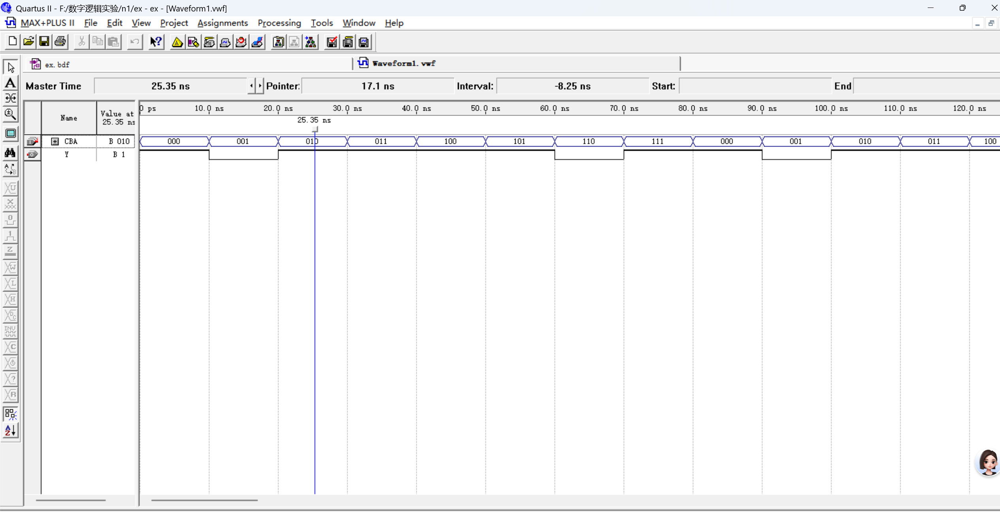 Quartus II - F:/数字逻辑实验/n1/ex - ex - [Waveform1.vwf]
MAX+PLUS II File Edit View Project Assignments Processing Tools Window Help
ex.bdf
Waveform1.vwf
Master Time 25.35 ns Pointer: 17.1 ns Interval: -8.25 ns Start: End
Name
Value at
25.35 ns
0 ps 10.0 ns 20.0 ns 30.0 ns 40.0 ns 50.0 ns 60.0 ns 70.0 ns 80.0 ns 90.0 ns 100.0 ns 110.0 ns 120.0 ns
25.35 ns
CBA B 010 000 001 010 011 100 101 110 111 000 001 010 011 100
Y B 1